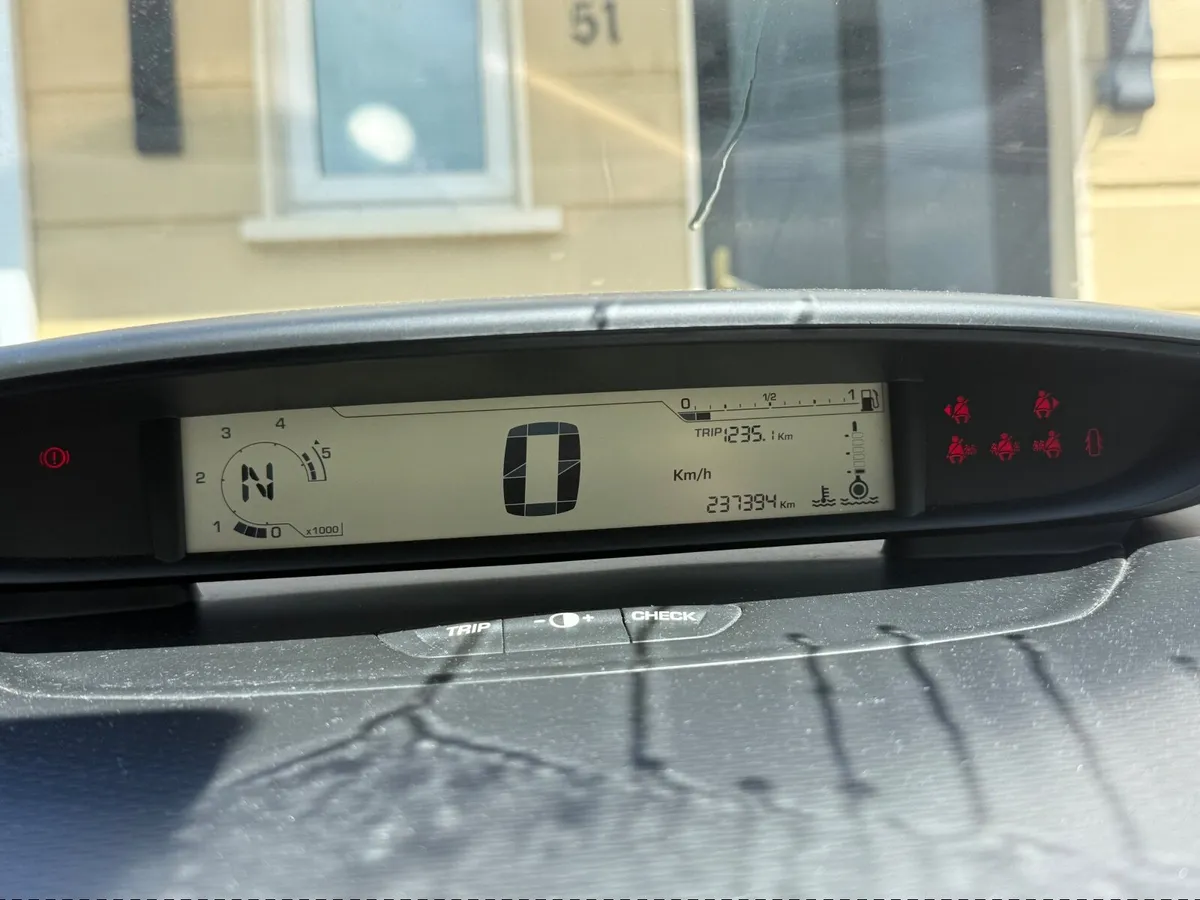 51
0 1/2 1
TRIP 1235.1 Km
Km/h
237394 Km
0
N
0 1 2 3 4 5
x1000
TRIP
- +
CHECK